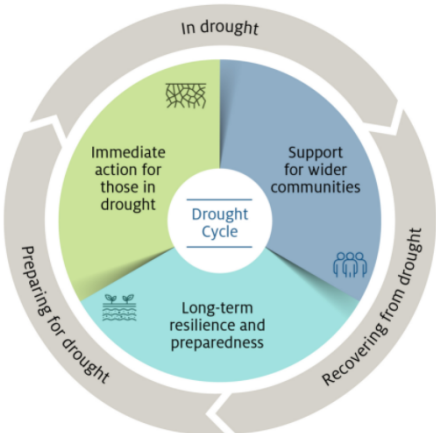 In drought
Immediate
action for
those in
drought
Support
for wider
communities
Drought
Cycle
Long-term
resilience and
preparedness
Preparing for drought
Recovering from drought